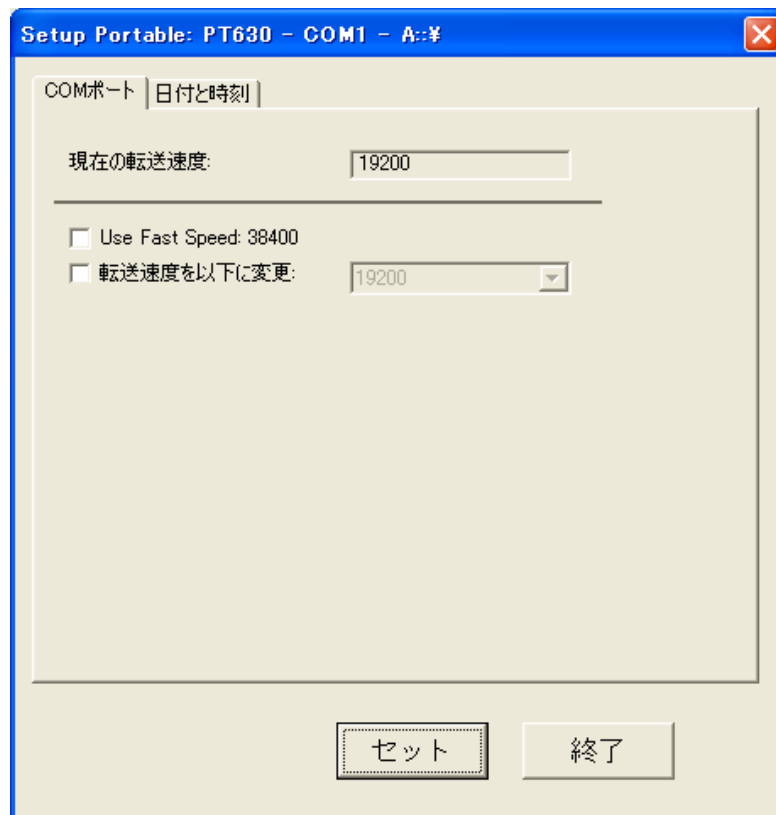 Setup Portable: PT630 - COM1 - A::¥
COMポート 日付と時刻
現在の転送速度: 19200
Use Fast Speed: 38400
転送速度を以下に変更: 19200
セット 終了